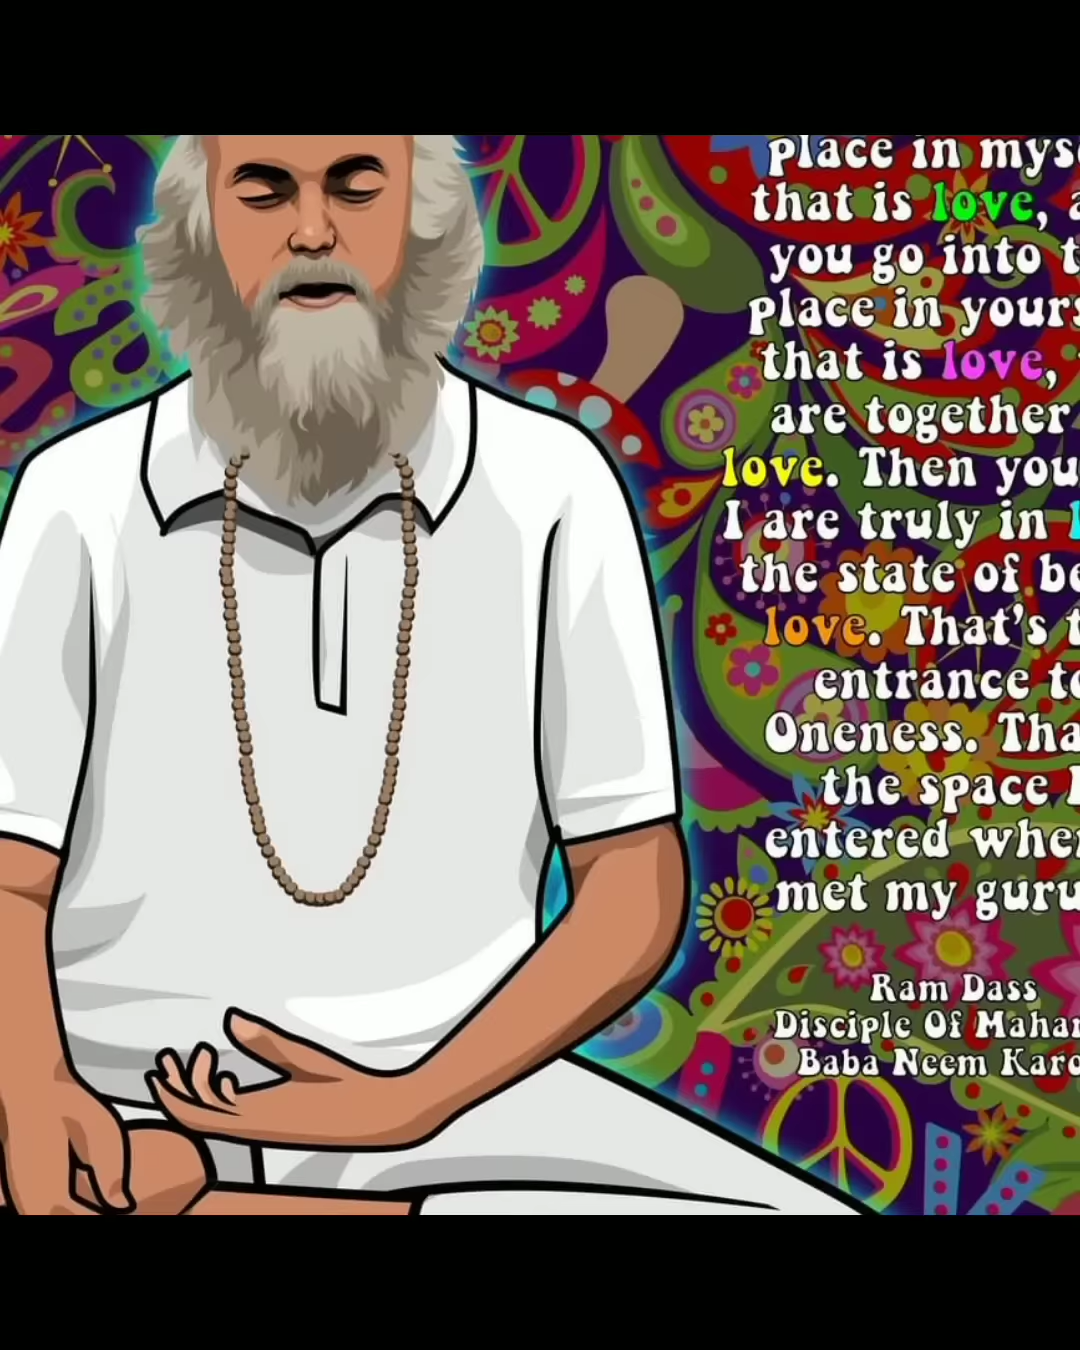 place in myse
that is love, a
you go into t
place in yours
that is love,
are together
love. Then you
I are truly in l
the state of be
love. That's t
entrance to
Oneness. Tha
the space I
entered when
met my guru
Ram Dass
Disciple Of Mahar
Baba Neem Karo